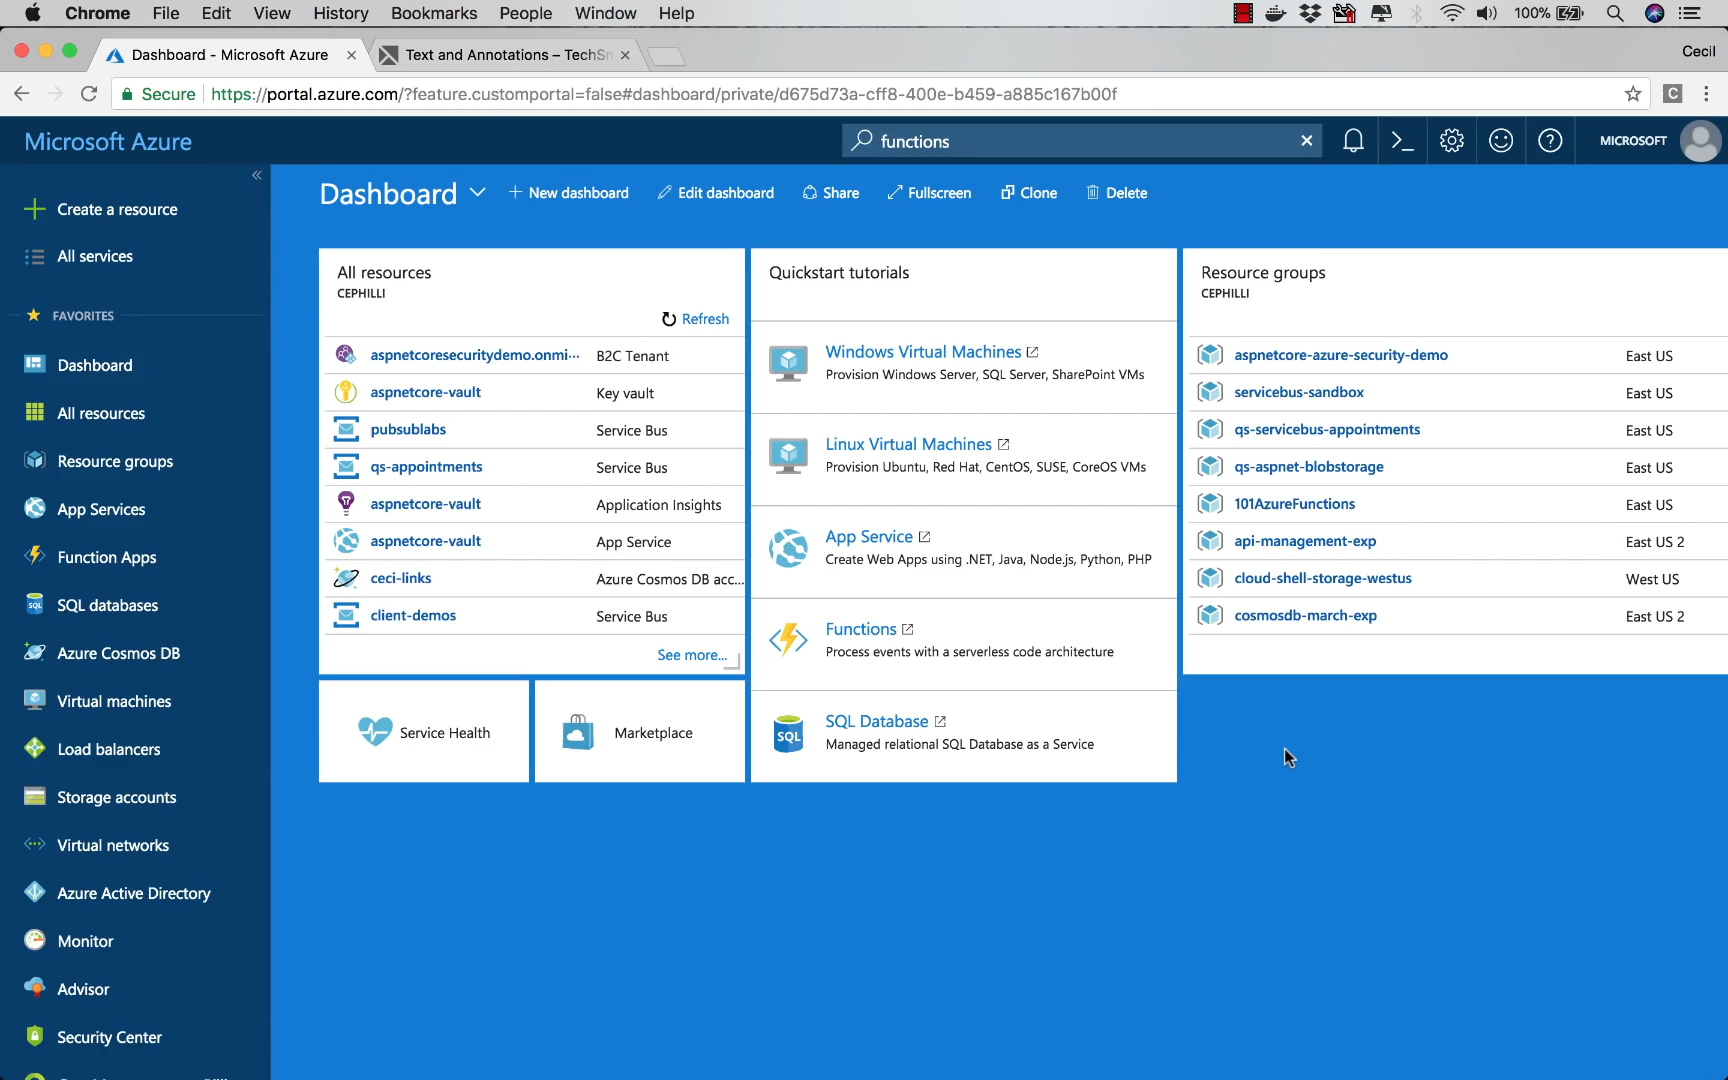 Chrome File Edit View History Bookmarks People Window Help 100%
Dashboard - Microsoft Azure Text and Annotations – TechSn Cecil
Secure https://portal.azure.com/?feature.customportal=false#dashboard/private/d675d73a-cff8-400e-b459-a885c167b00f C
Microsoft Azure functions MICROSOFT
Dashboard New dashboard Edit dashboard Share Fullscreen Clone Delete
Create a resource
All services
FAVORITES
Dashboard
All resources
Resource groups
App Services
Function Apps
SQL databases
Azure Cosmos DB
Virtual machines
Load balancers
Storage accounts
Virtual networks
Azure Active Directory
Monitor
Advisor
Security Center
All resources
CEPHILLI
Refresh
aspnetcoresecuritydemo.onmi··· B2C Tenant
aspnetcore-vault Key vault
pubsublabs Service Bus
qs-appointments Service Bus
aspnetcore-vault Application Insights
aspnetcore-vault App Service
ceci-links Azure Cosmos DB acc...
client-demos Service Bus
See more...
Service Health
Marketplace
Quickstart tutorials
Windows Virtual Machines
Provision Windows Server, SQL Server, SharePoint VMs
Linux Virtual Machines
Provision Ubuntu, Red Hat, CentOS, SUSE, CoreOS VMs
App Service
Create Web Apps using .NET, Java, Node.js, Python, PHP
Functions
Process events with a serverless code architecture
SQL
SQL Database
Managed relational SQL Database as a Service
Resource groups
CEPHILLI
aspnetcore-azure-security-demo East US
servicebus-sandbox East US
qs-servicebus-appointments East US
qs-aspnet-blobstorage East US
101AzureFunctions East US
api-management-exp East US 2
cloud-shell-storage-westus West US
cosmosdb-march-exp East US 2